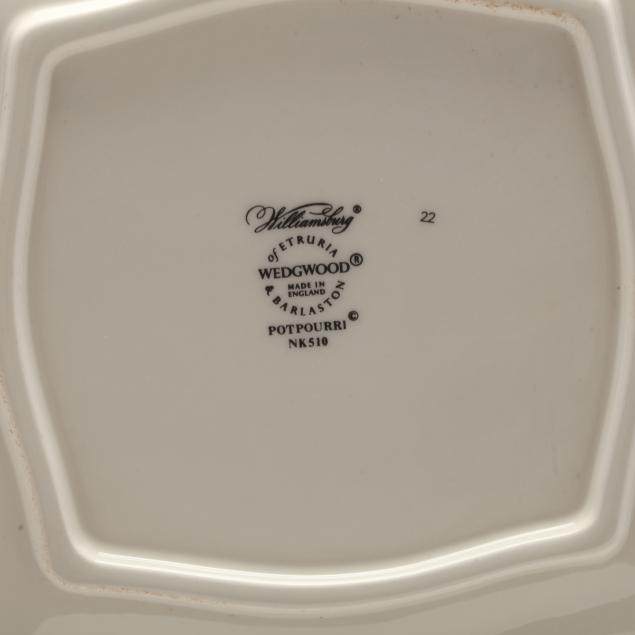 Williamsburg®
22
of ETRURIA
WEDGWOOD®
MADE IN
ENGLAND
& BARLASTON
POTPOURRI©
NK510